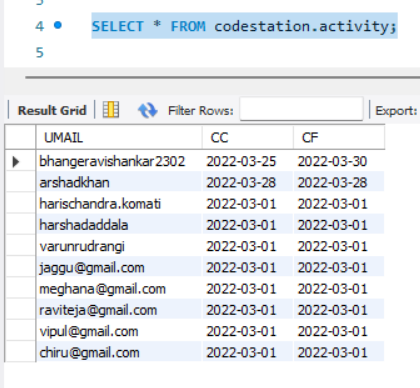 4 SELECT * FROM codestation.activity;
5
Result Grid Filter Rows: Export:
UMAIL CC CF
bhangeravishankar2302 2022-03-25 2022-03-30
arshadkhan 2022-03-28 2022-03-28
harischandra.komati 2022-03-01 2022-03-01
harshadaddala 2022-03-01 2022-03-01
varunrudrangi 2022-03-01 2022-03-01
jaggu@gmail.com 2022-03-01 2022-03-01
meghana@gmail.com 2022-03-01 2022-03-01
raviteja@gmail.com 2022-03-01 2022-03-01
vipul@gmail.com 2022-03-01 2022-03-01
chiru@gmail.com 2022-03-01 2022-03-01